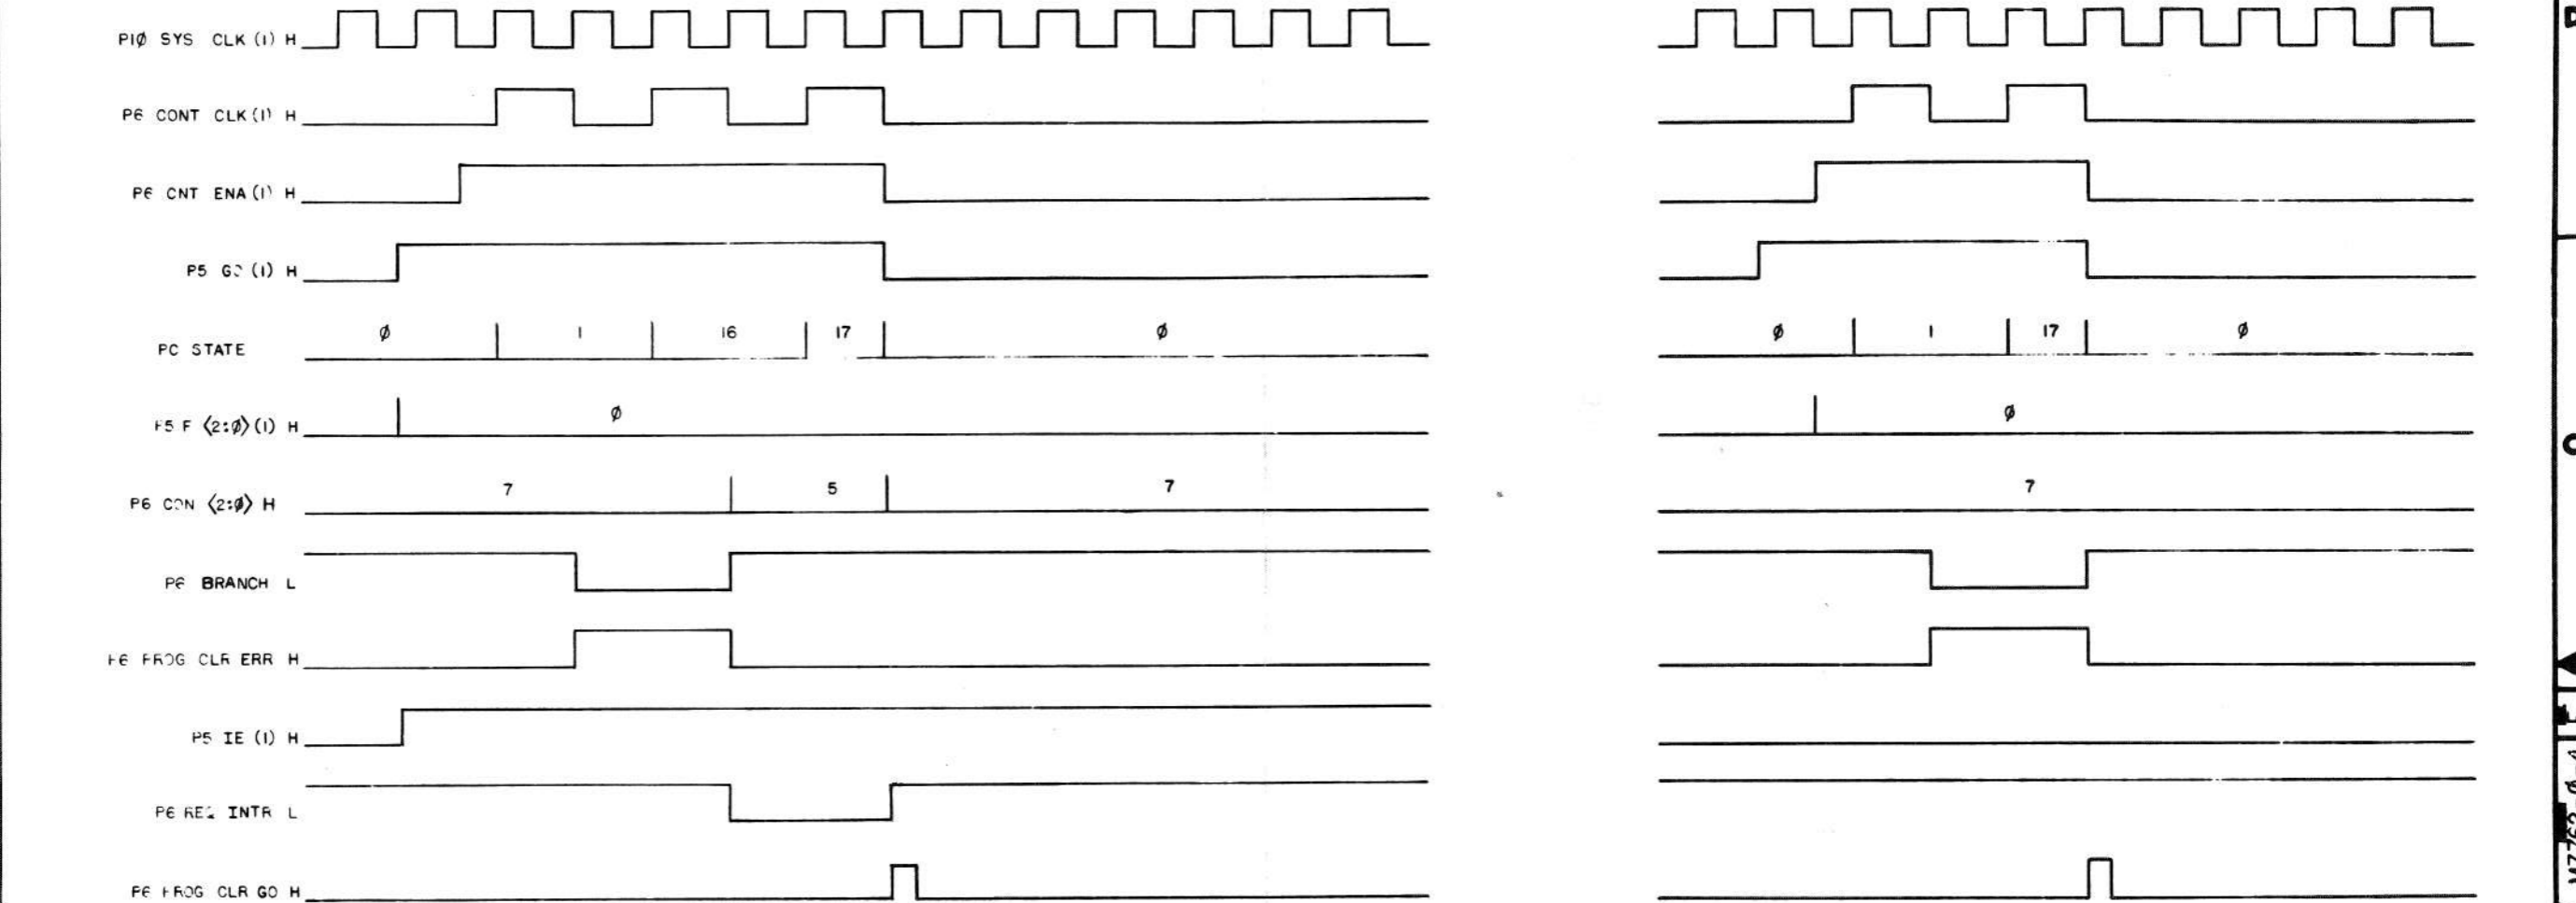 P1Ø SYS CLK (1) H
P6 CONT CLK (1) H
P6 CNT ENA (1) H
P5 GO (1) H
PC STATE Ø 1 16 17 Ø Ø 1 17 Ø
F5 F <2:Ø> (1) H Ø Ø
P6 CON <2:Ø> H 7 5 7 7
P6 BRANCH L
P6 PROG CLR ERR H
P5 IE (1) H
P6 REQ INTR L
P6 PROG CLR GO H